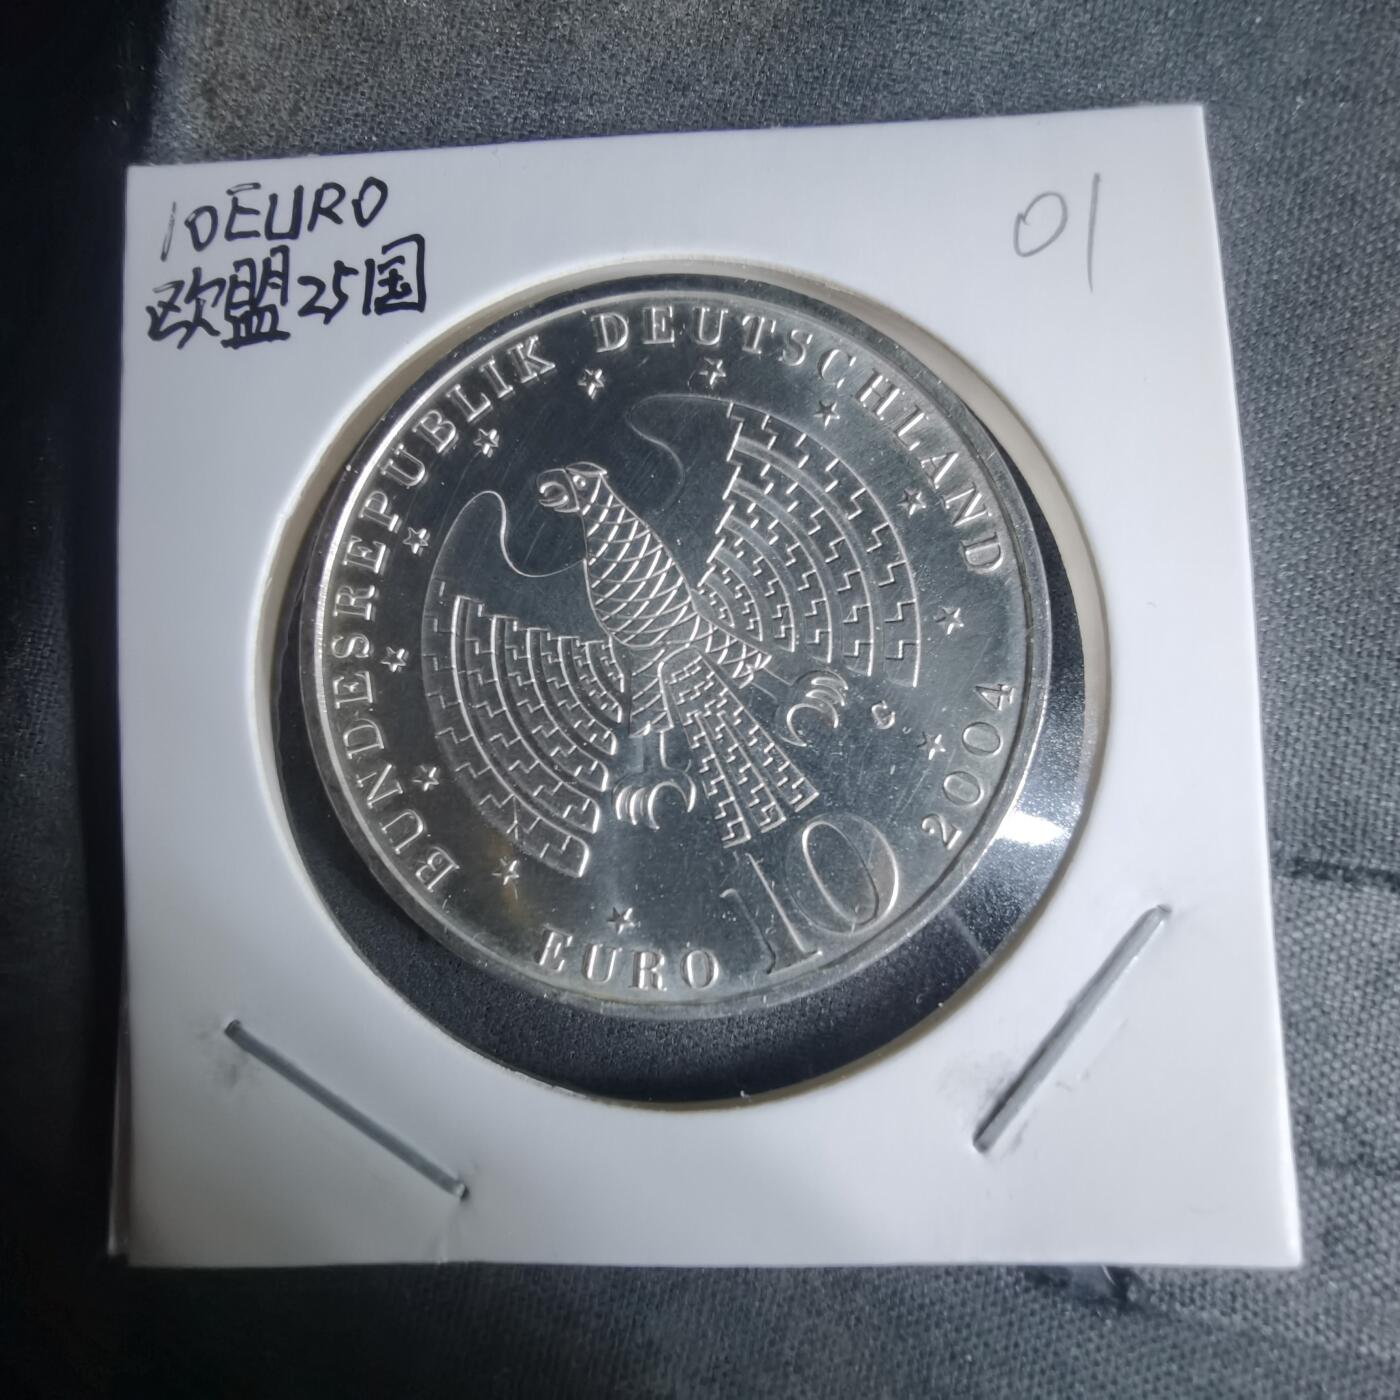 10EURO
欧盟25国
01
BUNDESREPUBLIK DEUTSCHLAND
2004
10
EURO
G